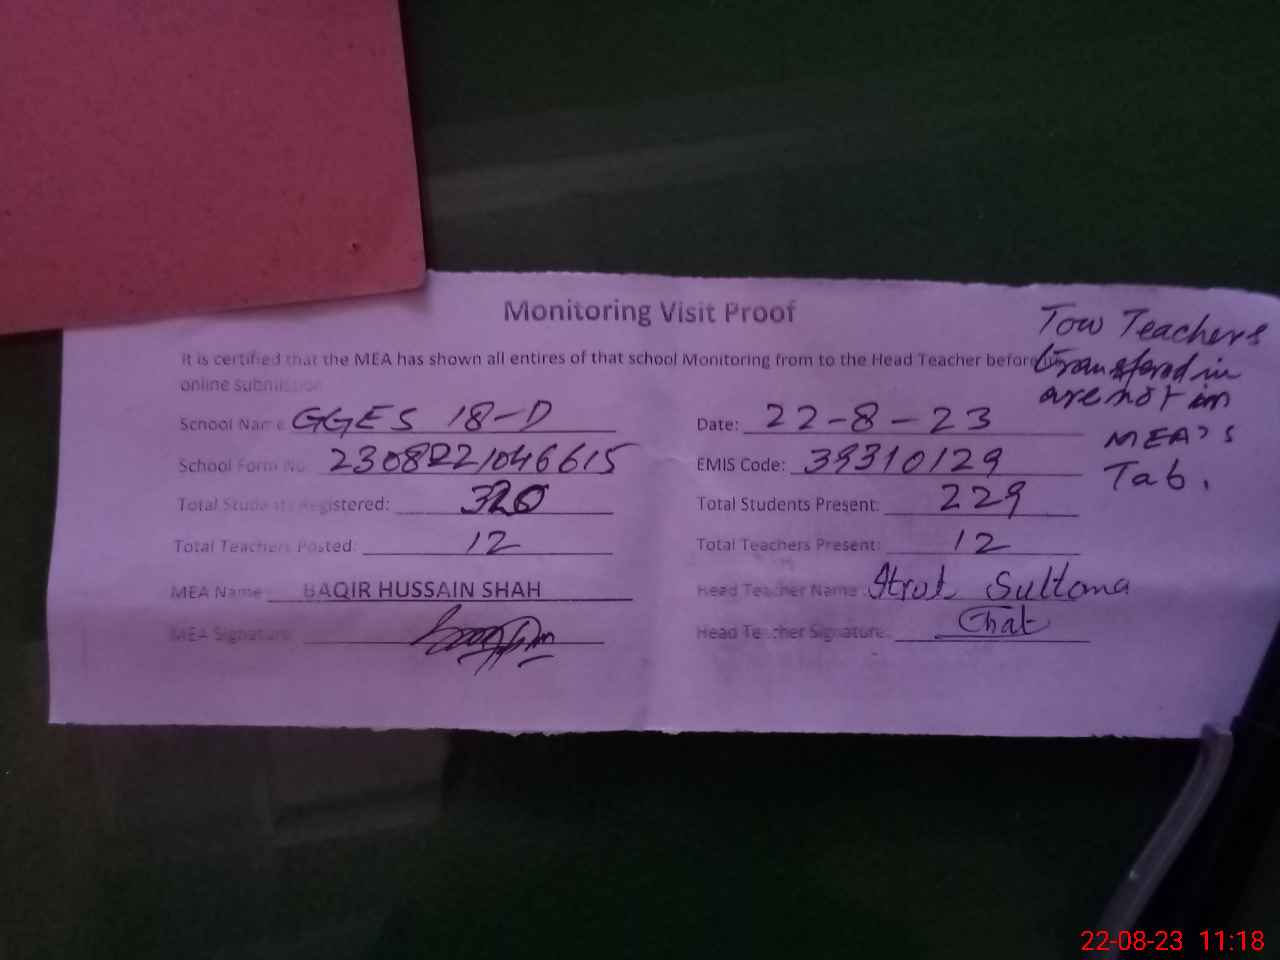 Monitoring Visit Proof
Tow Teachers
transfered in
are not in
MEA's
Tab.
It is certified that the MEA has shown all entires of that school Monitoring from to the Head Teacher before
online submission
School Name GGES 18-D
Date: 22-8-23
School Form No. 2308221046615
EMIS Code: 39310129
Total Students Registered: 320
Total Students Present: 229
Total Teachers Posted: 12
Total Teachers Present: 12
MEA Name BAQIR HUSSAIN SHAH
Head Teacher Name Sultana
MEA Signature
Head Teacher Signature:
22-08-23 11:18